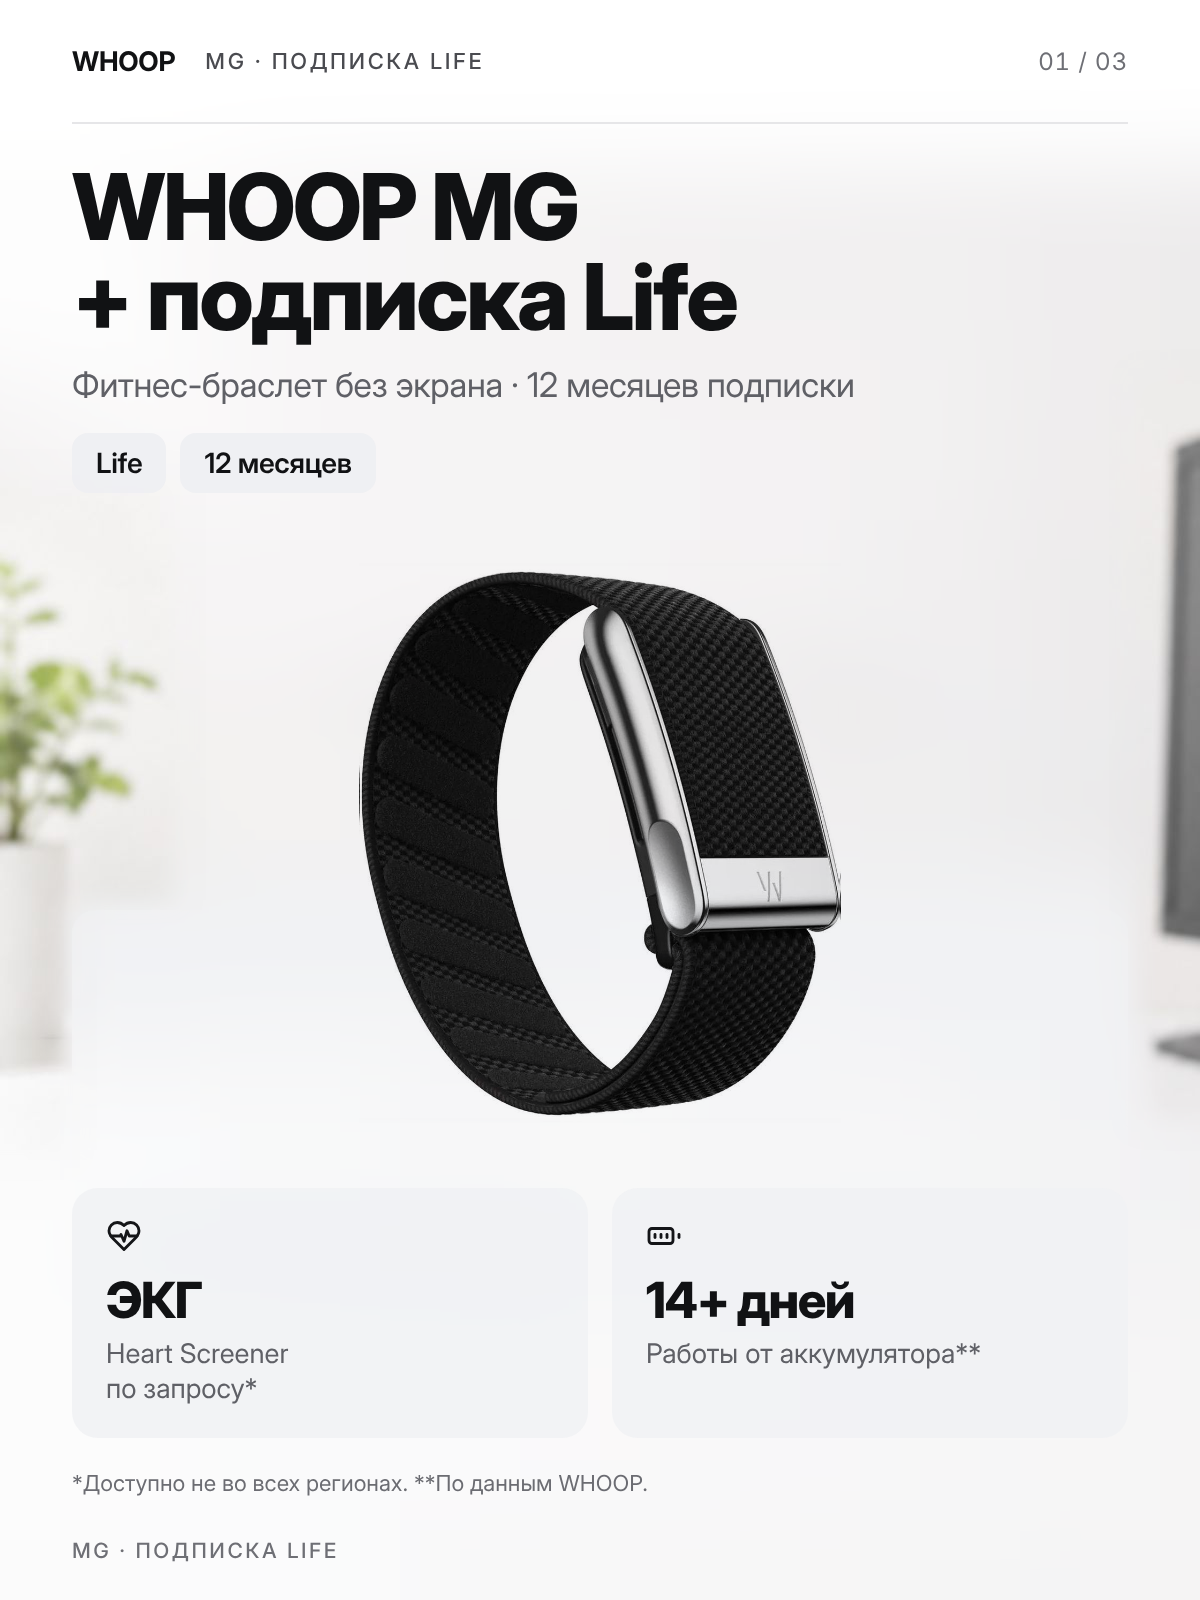 WHOOP MG · ПОДПИСКА LIFE 01 / 03
WHOOP MG
+ подписка Life
Фитнес-браслет без экрана · 12 месяцев подписки
Life 12 месяцев
W
ЭКГ
Heart Screener
по запросу*
14+ дней
Работы от аккумулятора**
*Доступно не во всех регионах. **По данным WHOOP.
MG · ПОДПИСКА LIFE